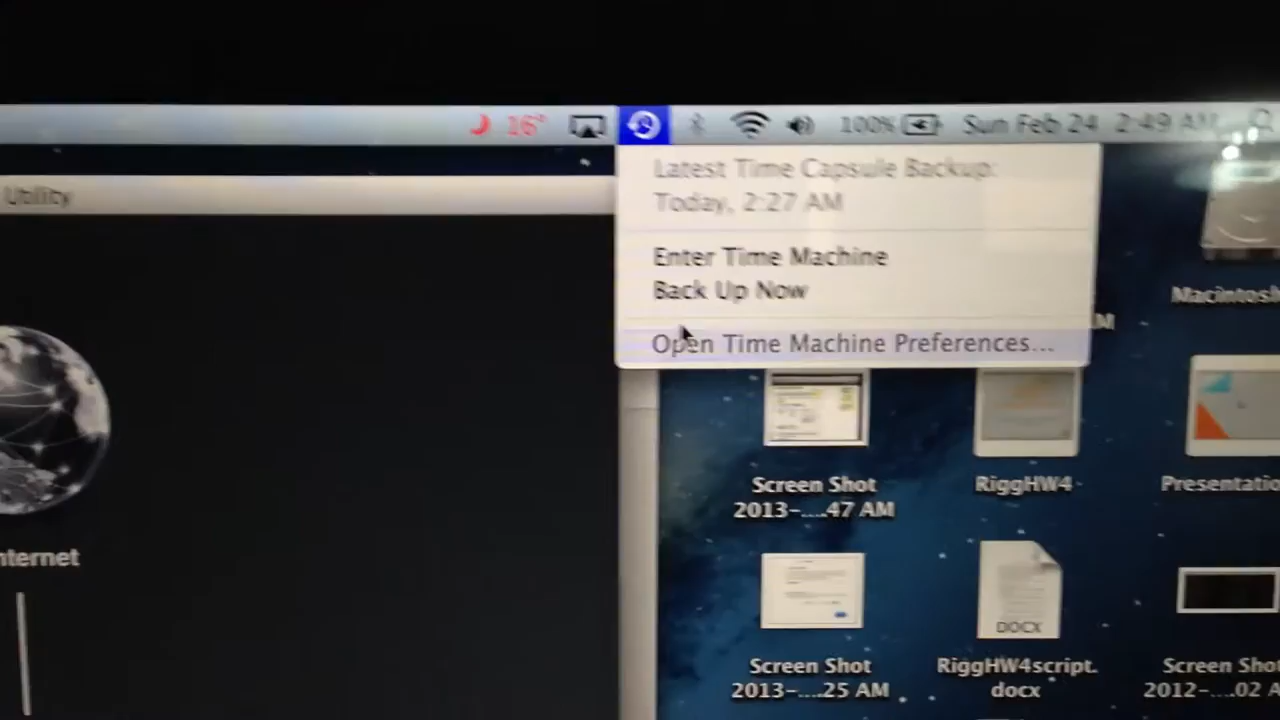 16°
100%
Sun Feb 24 2:49 AM
Utility
Latest Time Capsule Backup:
Today, 2:27 AM
Enter Time Machine
Back Up Now
Open Time Machine Preferences...
Macintosh
M
Screen Shot
2013-....47 AM
RiggHW4
Presentatio
nternet
DOCX
Screen Shot
2013-....25 AM
RiggHW4script.
docx
Screen Shot
2012-....02 A